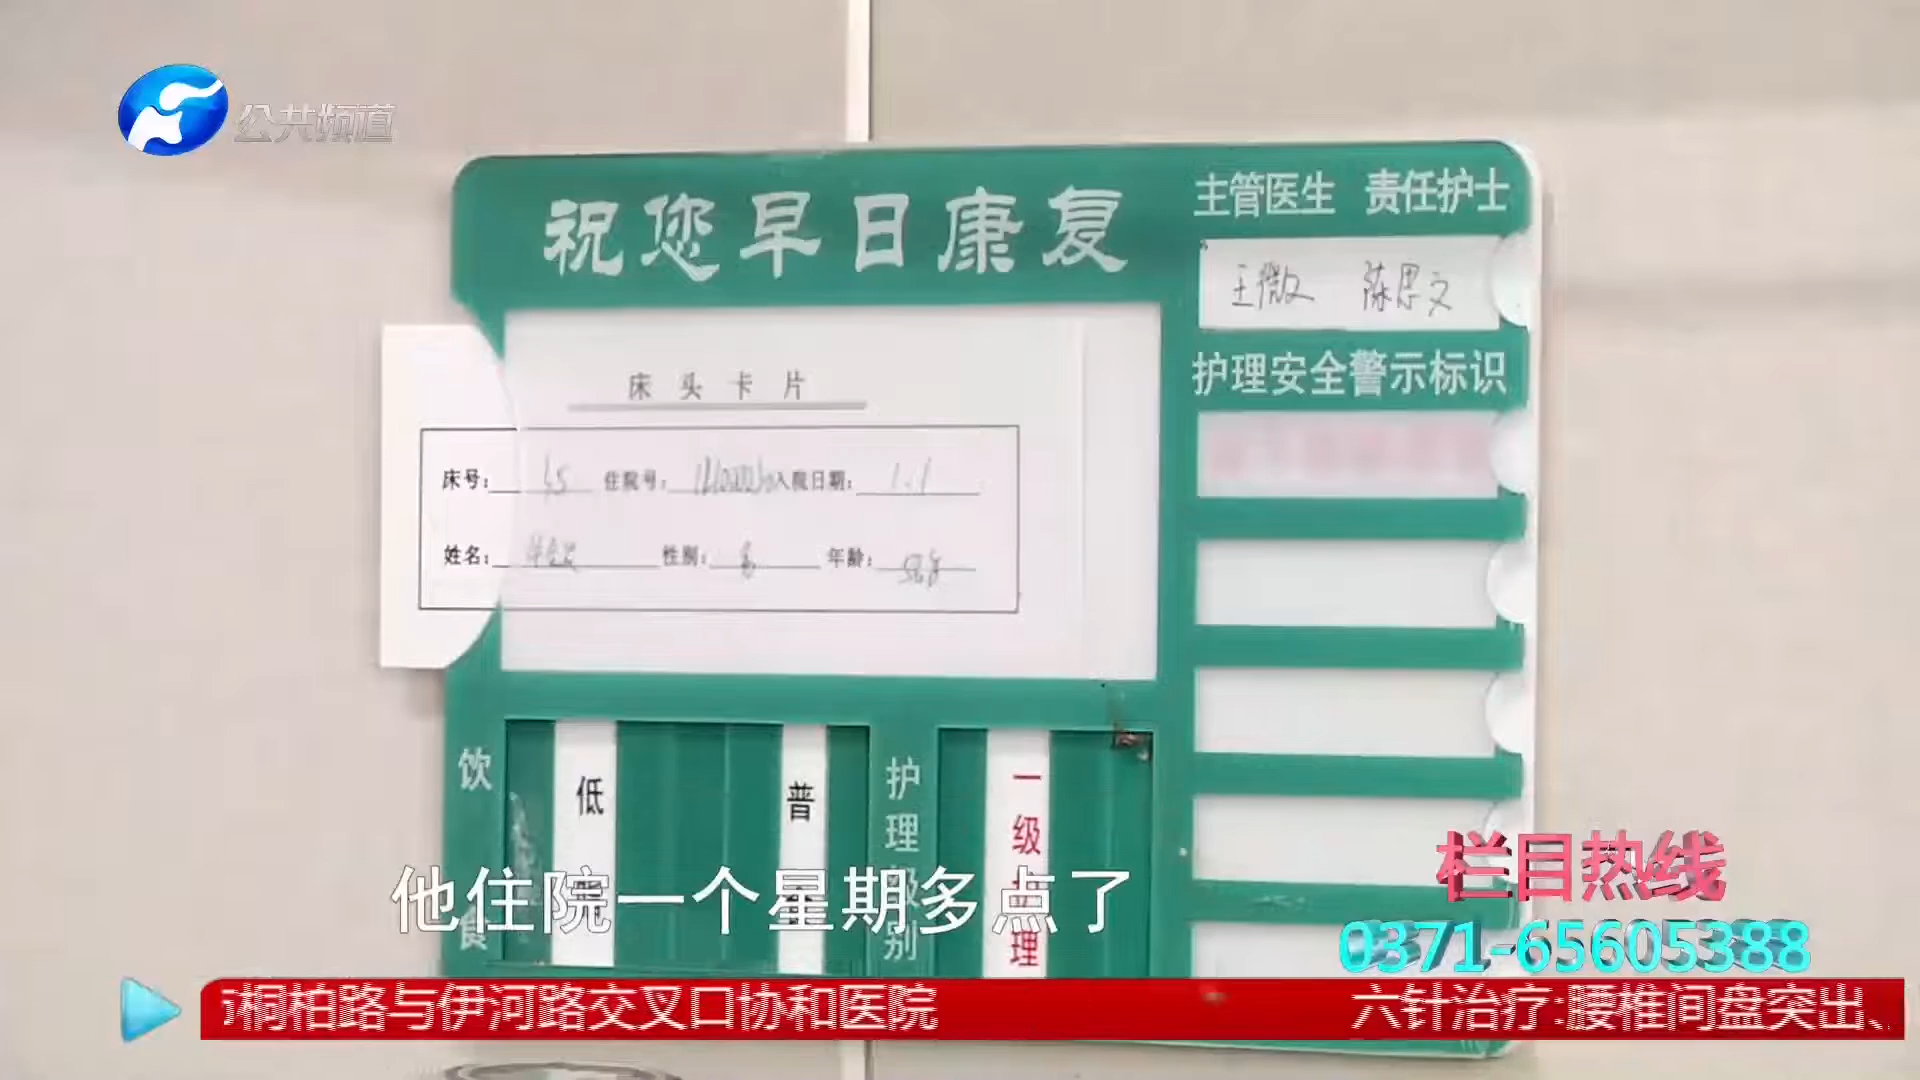 公共频道
祝您早日康复
主管医生 责任护士
王微 陈思文
护理安全警示标识
床头卡片
床号: 45 住院号: 入院日期: 1.1
姓名: 性别: 年龄:
饮食
低
普
护理级别
一级护理
他住院一个星期多点了
栏目热线
0371-65605388
桐柏路与伊河路交叉口协和医院
六针治疗:腰椎间盘突出、